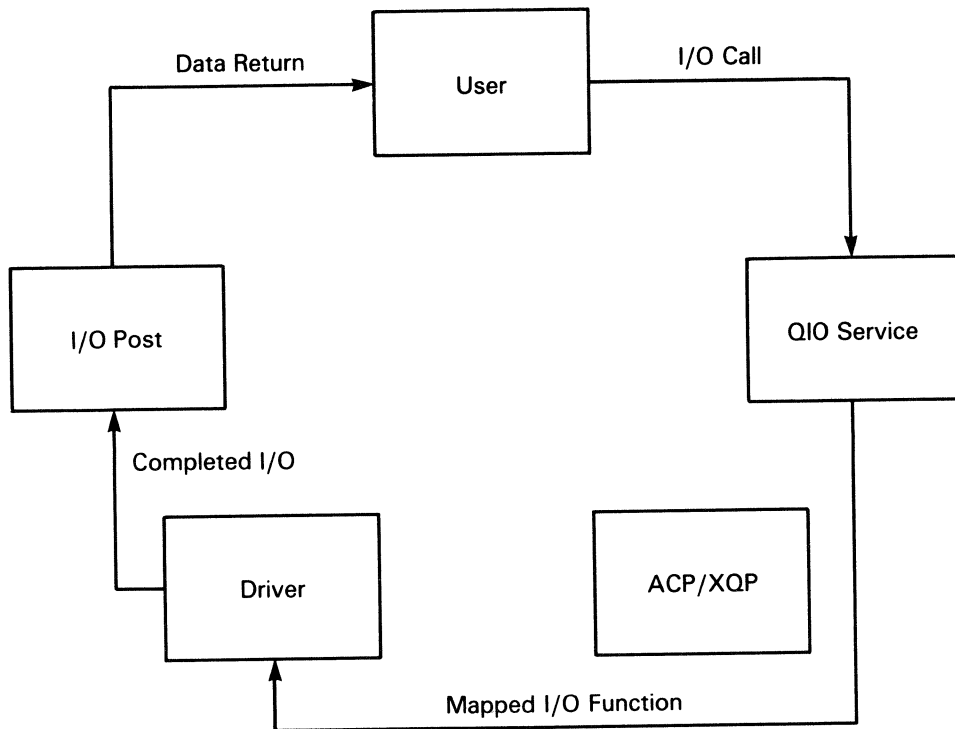 Data Return
User
I/O Call
I/O Post
QIO Service
Completed I/O
Driver
ACP/XQP
Mapped I/O Function